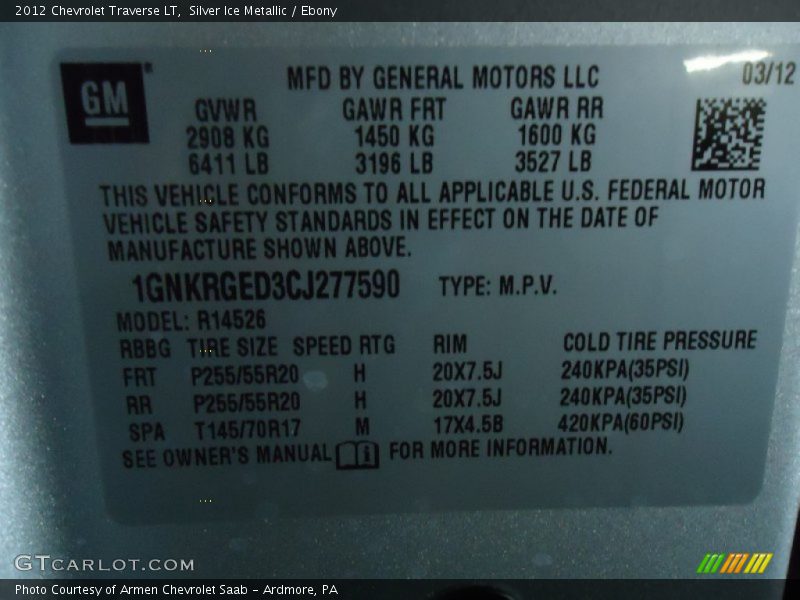 2012 Chevrolet Traverse LT,  Silver Ice Metallic / Ebony
GM
MFD BY GENERAL MOTORS LLC
03/12
GVWR GAWR FRT GAWR RR
2908 KG 1450 KG 1600 KG
6411 LB 3196 LB 3527 LB
THIS VEHICLE CONFORMS TO ALL APPLICABLE U.S. FEDERAL MOTOR
VEHICLE SAFETY STANDARDS IN EFFECT ON THE DATE OF
MANUFACTURE SHOWN ABOVE.
1GNKRGED3CJ277590 TYPE: M.P.V.
MODEL: R14526
RBBG TIRE SIZE SPEED RTG RIM COLD TIRE PRESSURE
FRT P255/55R20 H 20X7.5J 240KPA(35PSI)
RR P255/55R20 H 20X7.5J 240KPA(35PSI)
SPA T145/70R17 M 17X4.5B 420KPA(60PSI)
SEE OWNER'S MANUAL FOR MORE INFORMATION.
GTCARLOT.COM
Photo Courtesy of Armen Chevrolet Saab - Ardmore, PA